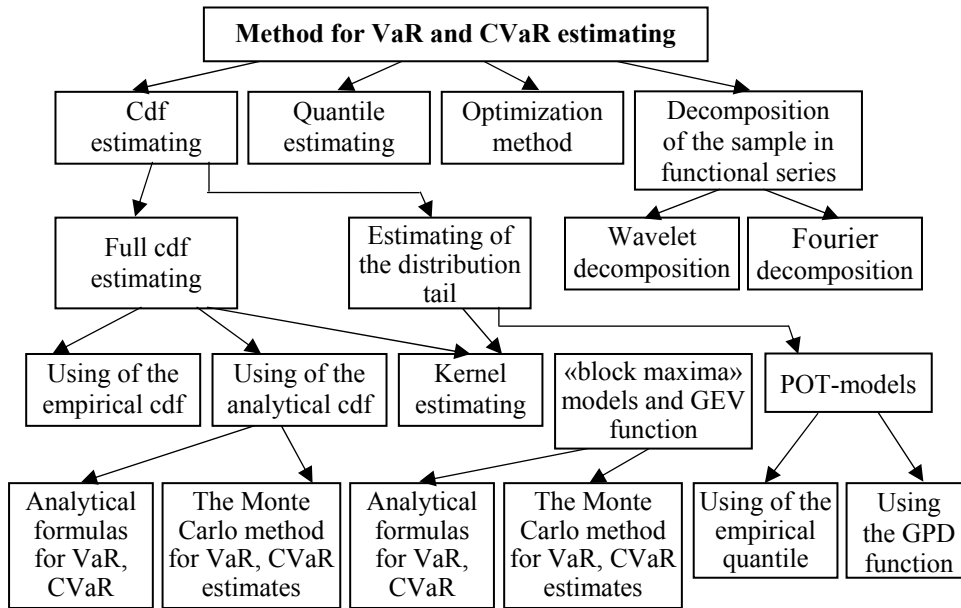 Method for VaR and CVaR estimating
Cdf
estimating
Quantile
estimating
Optimization
method
Decomposition
of the sample in
functional series
Full cdf
estimating
Estimating of
the distribution
tail
Wavelet
decomposition
Fourier
decomposition
Using of the
empirical cdf
Using of the
analytical cdf
Kernel
estimating
«block maxima»
models and GEV
function
POT-models
Analytical
formulas
for VaR,
CVaR
The Monte
Carlo method
for VaR, CVaR
estimates
Analytical
formulas
for VaR,
CVaR
The Monte
Carlo method
for VaR, CVaR
estimates
Using of the
empirical
quantile
Using
the GPD
function